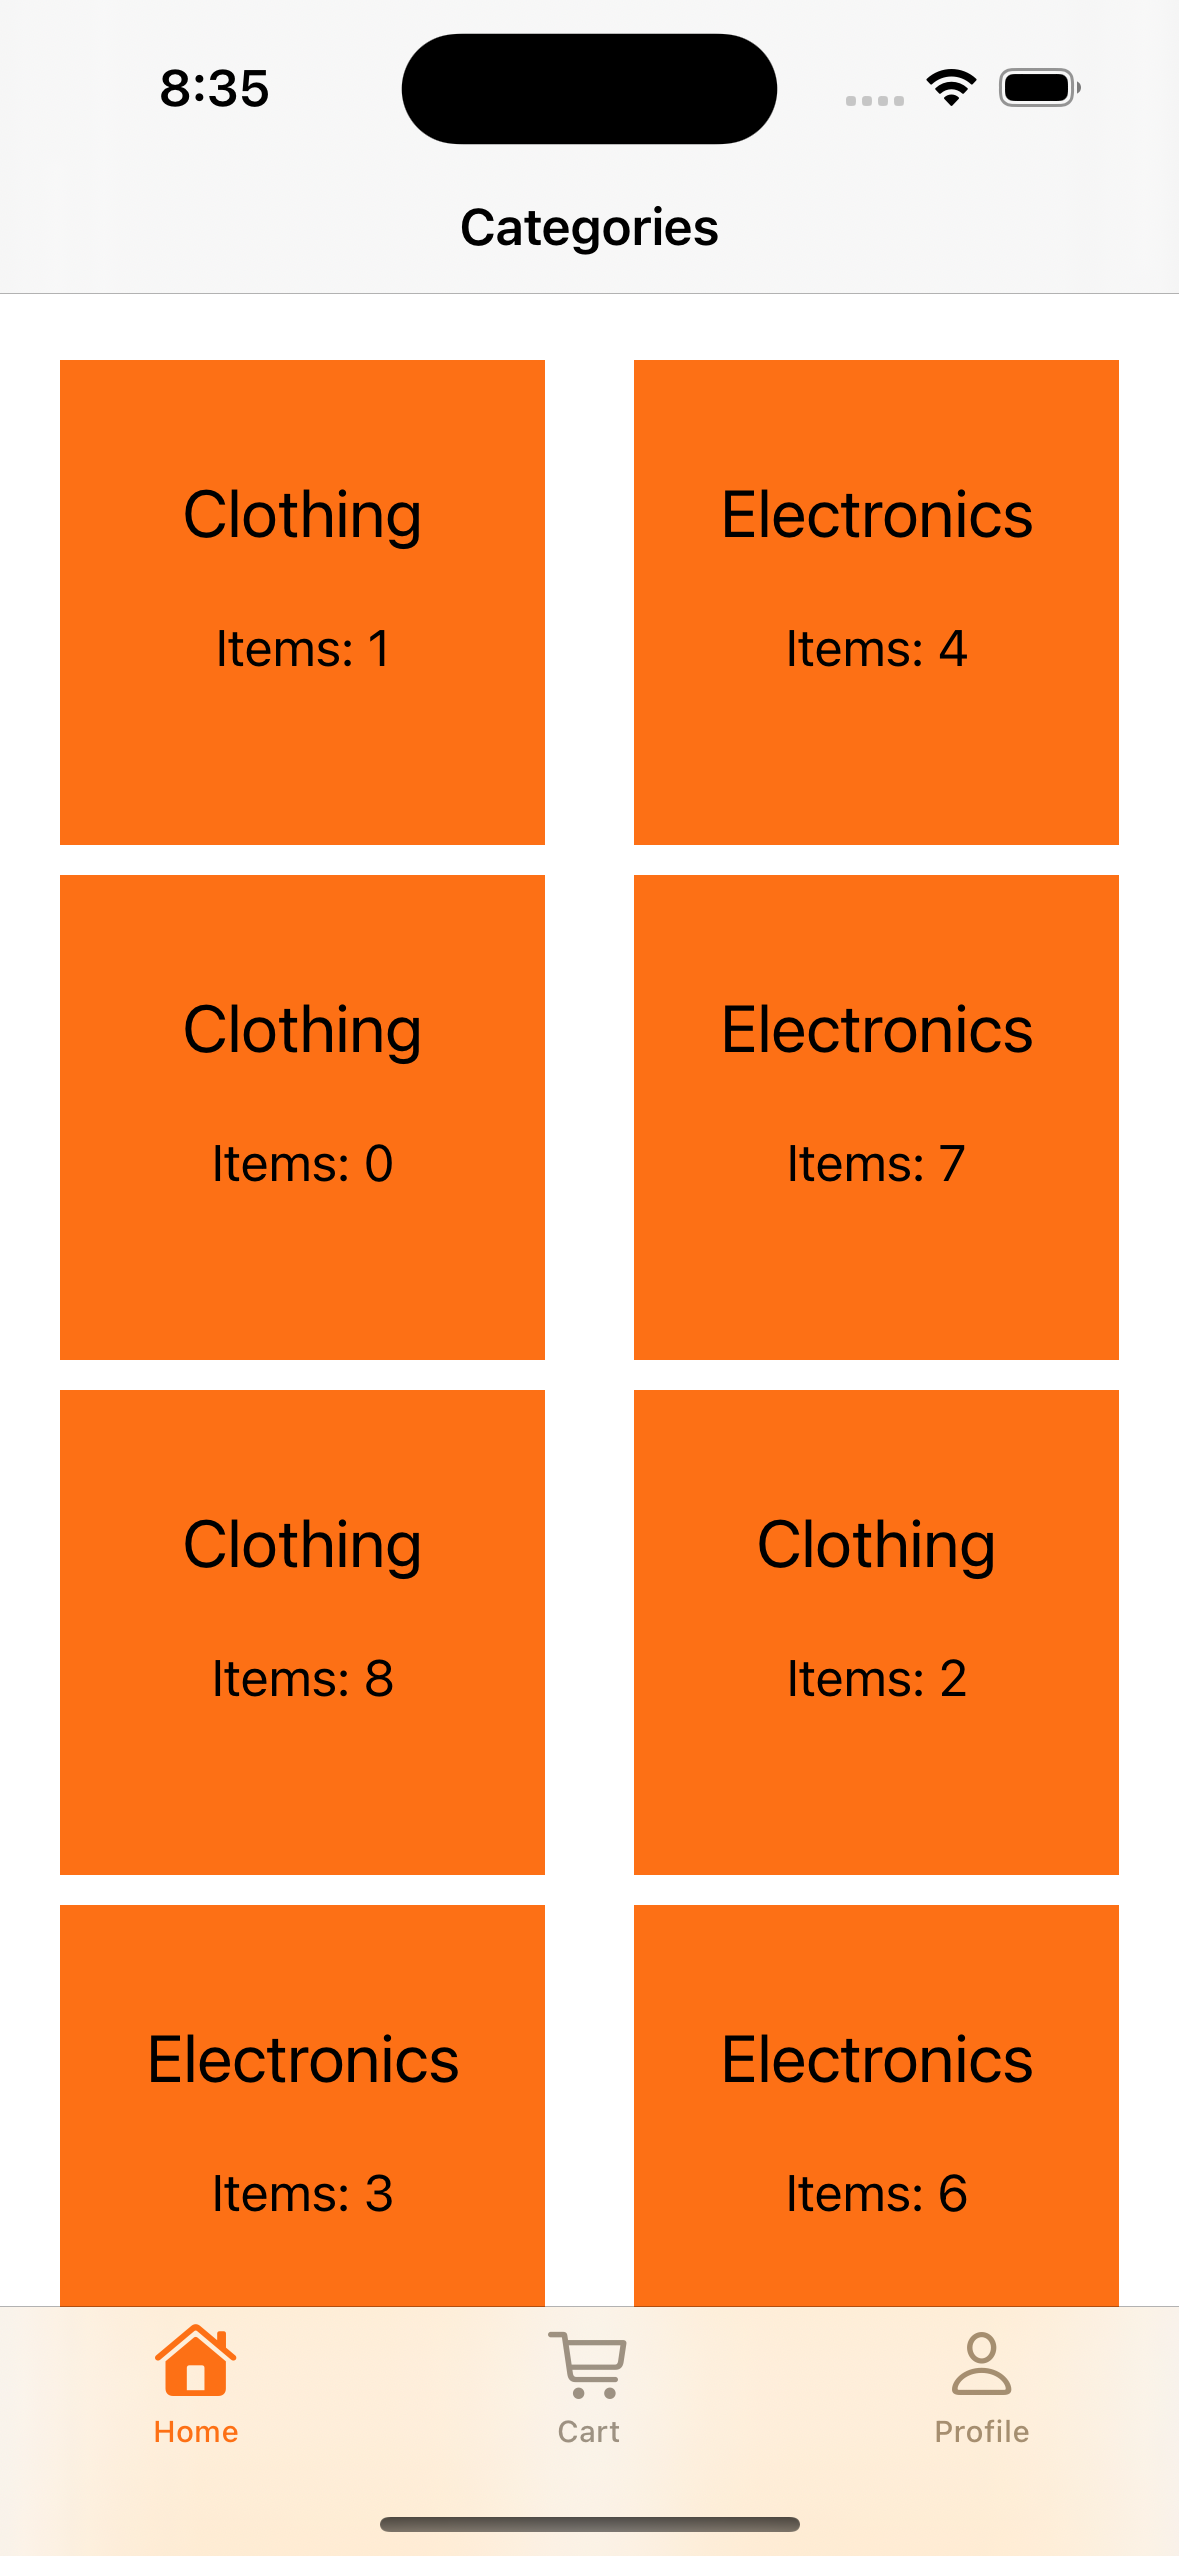 8:35
Categories
Clothing
Items: 1
Electronics
Items: 4
Clothing
Items: 0
Electronics
Items: 7
Clothing
Items: 8
Clothing
Items: 2
Electronics
Items: 3
Electronics
Items: 6
Home
Cart
Profile